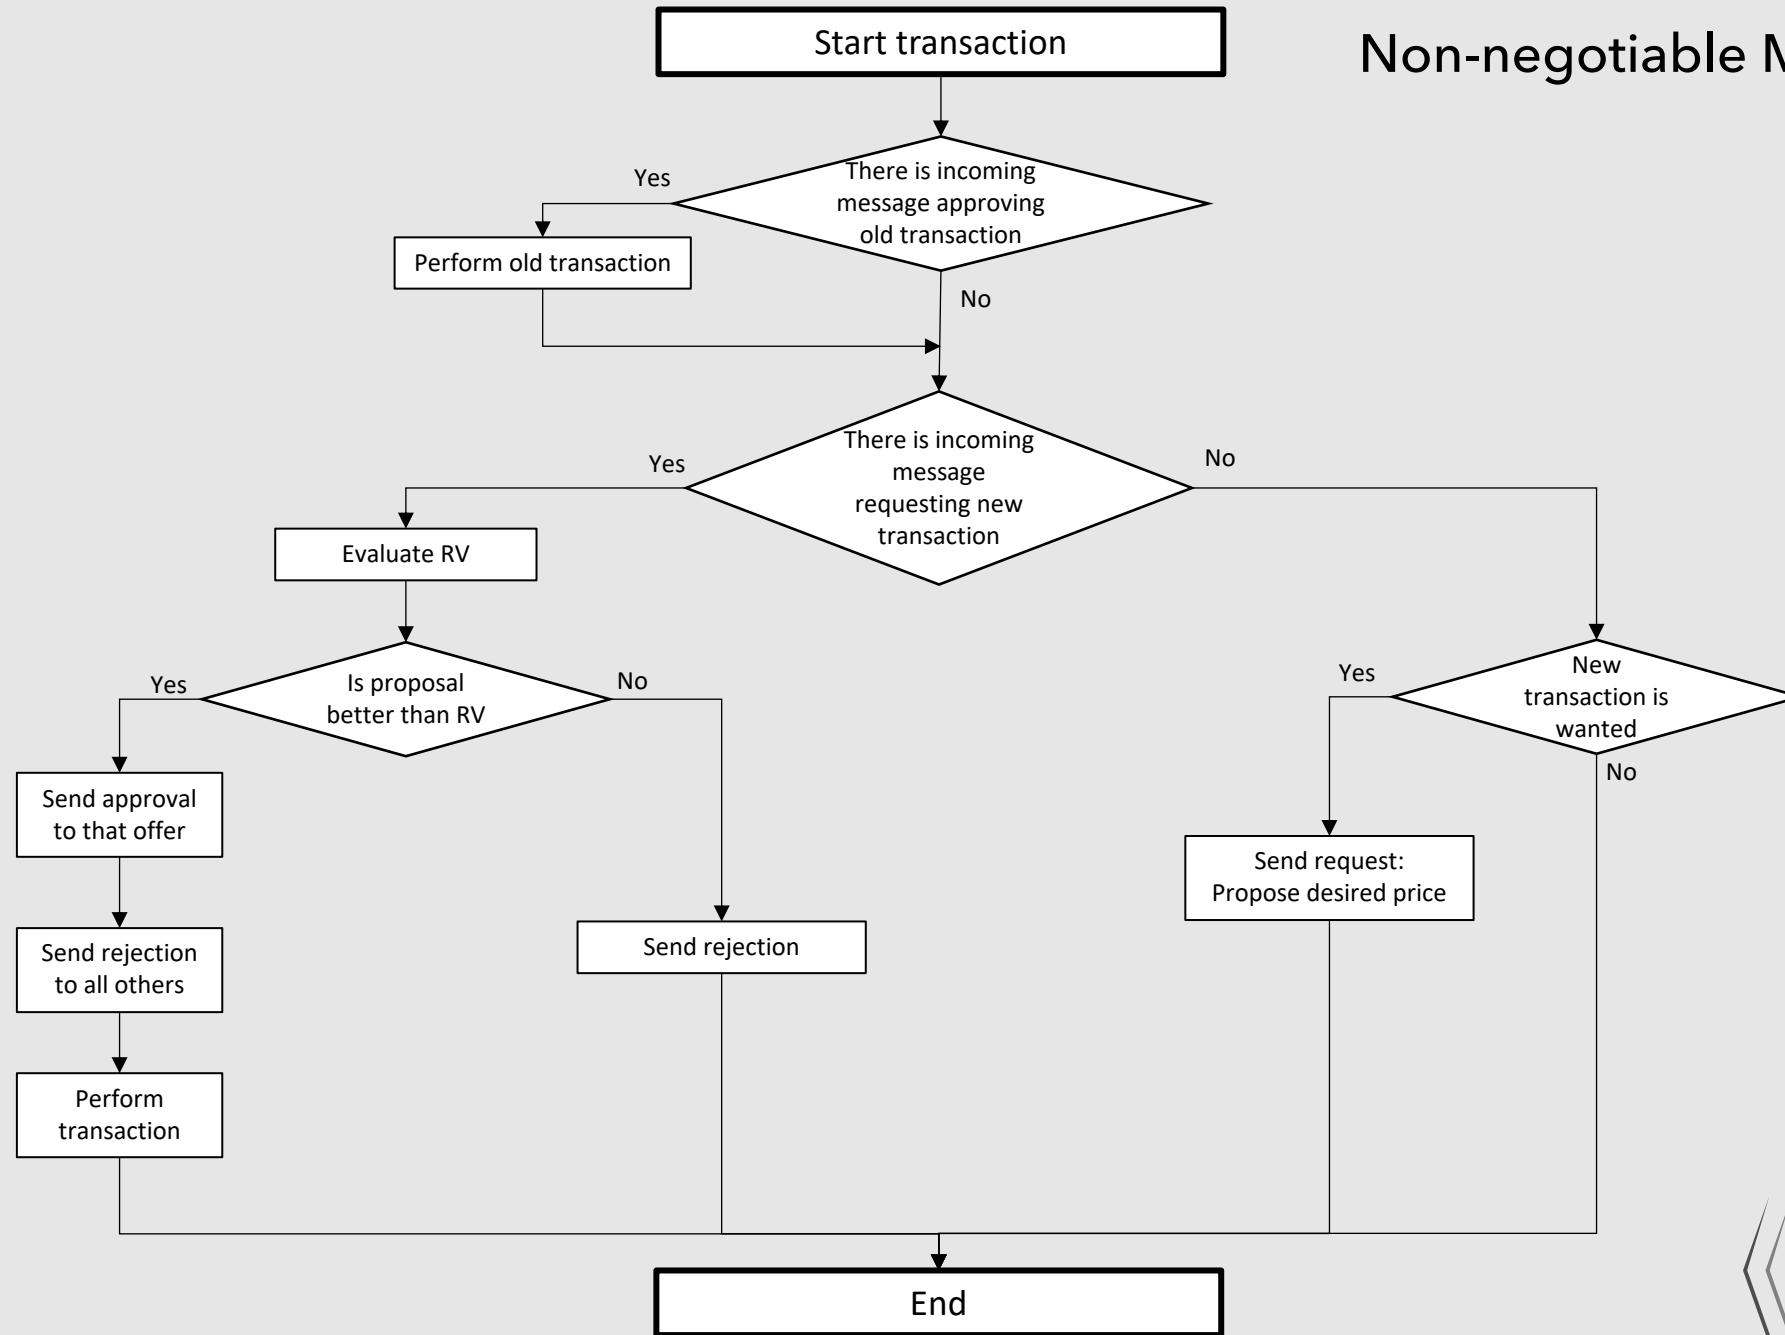 Start transaction
Non-negotiable M
There is incoming
message approving
old transaction
Yes
Perform old transaction
No
There is incoming
message
requesting new
transaction
Yes
No
Evaluate RV
Is proposal
better than RV
Yes
No
New
transaction is
wanted
Yes
No
Send approval
to that offer
Send request:
Propose desired price
Send rejection
to all others
Send rejection
Perform
transaction
End